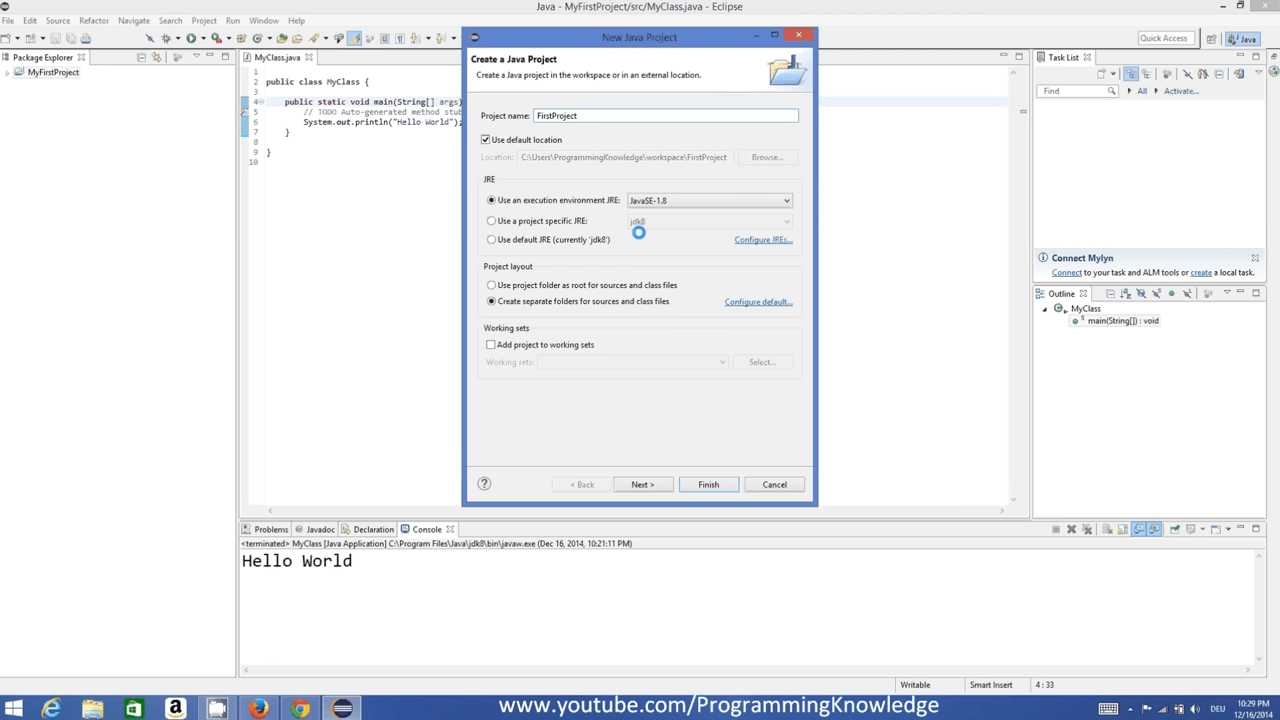 Java - MyFirstProject/src/MyClass.java - Eclipse
File Edit Source Refactor Navigate Search Project Run Window Help
Quick Access
Java
Package Explorer
MyFirstProject
MyClass.java
1
2 public class MyClass {
3
4 public static void main(String[] args)
5 // TODO Auto-generated method stub
6 System.out.println("Hello World");
7 }
8
9 }
10
New Java Project
Create a Java Project
Create a Java project in the workspace or in an external location.
Project name: FirstProject
Use default location
Location: C:\Users\ProgrammingKnowledge\workspace\FirstProject Browse...
JRE
Use an execution environment JRE: JavaSE-1.8
Use a project specific JRE: jdk8
Use default JRE (currently 'jdk8') Configure JREs...
Project layout
Use project folder as root for sources and class files
Create separate folders for sources and class files Configure default...
Working sets
Add project to working sets
Working sets: Select...
? < Back Next > Finish Cancel
Task List
Find All Activate...
Connect Mylyn
Connect to your task and ALM tools or create a local task.
Outline
MyClass
main(String[]) : void
Problems Javadoc Declaration Console
<terminated> MyClass [Java Application] C:\Program Files\Java\jdk8\bin\javaw.exe (Dec 16, 2014, 10:21:11 PM)
Hello World
Writable Smart Insert 4 : 33
www.youtube.com/ProgrammingKnowledge
DEU
10:29 PM
12/16/2014